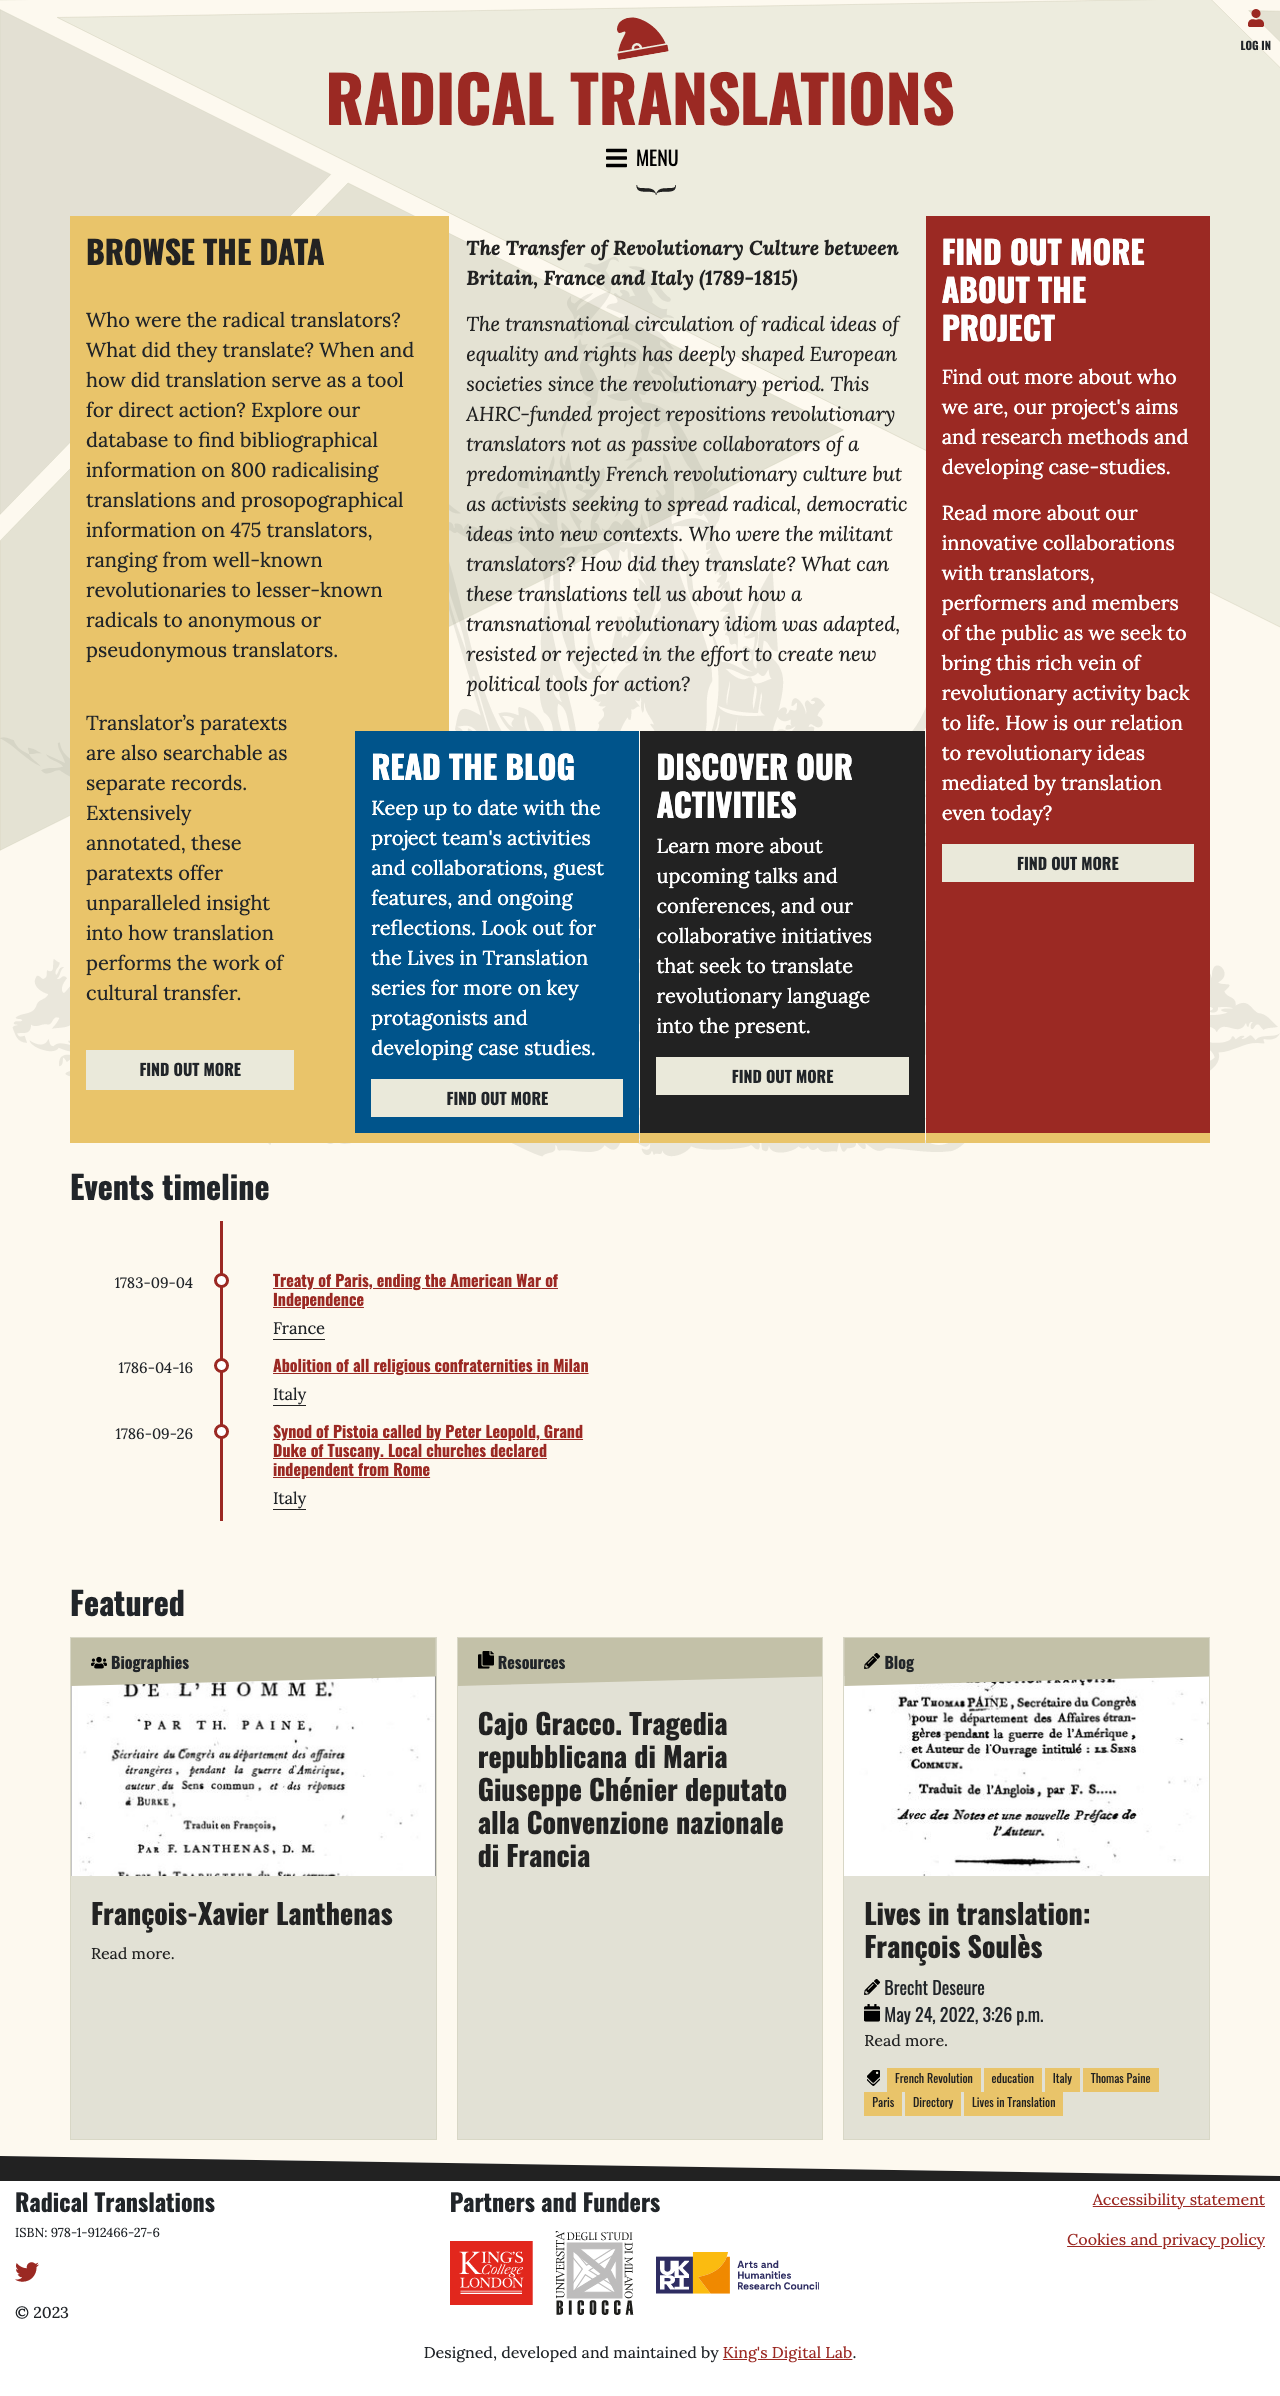 LOG IN
RADICAL TRANSLATIONS
MENU
BROWSE THE DATA
Who were the radical translators?
What did they translate? When and
how did translation serve as a tool
for direct action? Explore our
database to find bibliographical
information on 800 radicalising
translations and prosopographical
information on 475 translators,
ranging from well-known
revolutionaries to lesser-known
radicals to anonymous or
pseudonymous translators.
Translator’s paratexts
are also searchable as
separate records.
Extensively
annotated, these
paratexts offer
unparalleled insight
into how translation
performs the work of
cultural transfer.
FIND OUT MORE
The Transfer of Revolutionary Culture between
Britain, France and Italy (1789-1815)
The transnational circulation of radical ideas of
equality and rights has deeply shaped European
societies since the revolutionary period. This
AHRC-funded project repositions revolutionary
translators not as passive collaborators of a
predominantly French revolutionary culture but
as activists seeking to spread radical, democratic
ideas into new contexts. Who were the militant
translators? How did they translate? What can
these translations tell us about how a
transnational revolutionary idiom was adapted,
resisted or rejected in the effort to create new
political tools for action?
READ THE BLOG
Keep up to date with the
project team's activities
and collaborations, guest
features, and ongoing
reflections. Look out for
the Lives in Translation
series for more on key
protagonists and
developing case studies.
FIND OUT MORE
DISCOVER OUR
ACTIVITIES
Learn more about
upcoming talks and
conferences, and our
collaborative initiatives
that seek to translate
revolutionary language
into the present.
FIND OUT MORE
FIND OUT MORE
ABOUT THE
PROJECT
Find out more about who
we are, our project's aims
and research methods and
developing case-studies.
Read more about our
innovative collaborations
with translators,
performers and members
of the public as we seek to
bring this rich vein of
revolutionary activity back
to life. How is our relation
to revolutionary ideas
mediated by translation
even today?
FIND OUT MORE
Events timeline
1783-09-04
Treaty of Paris, ending the American War of
Independence
France
1786-04-16
Abolition of all religious confraternities in Milan
Italy
1786-09-26
Synod of Pistoia called by Peter Leopold, Grand
Duke of Tuscany. Local churches declared
independent from Rome
Italy
Featured
Biographies
DE L'HOMME.
PAR TH. PAINE,
Sécrétaire du Congrès au département des affaires
étrangères, pendant la guerre d'Amérique,
auteur du Sens commun, et des réponses
à BURKE,
Traduit en François,
PAR F. LANTHENAS, D. M.
François-Xavier Lanthenas
Read more.
Resources
Cajo Gracco. Tragedia
repubblicana di Maria
Giuseppe Chénier deputato
alla Convenzione nazionale
di Francia
Blog
Par THOMAS PAINE, Secrétaire du Congrès
pour le département des Affaires étran-
gères pendant la guerre de l'Amérique,
et Auteur de l'Ouvrage intitulé : LE SENS
COMMUN.
Traduit de l'Anglois, par F. S.....
Avec des Notes et une nouvelle Préface de
l'Auteur.
Lives in translation:
François Soulès
Brecht Deseure
May 24, 2022, 3:26 p.m.
Read more.
French Revolution education Italy Thomas Paine
Paris Directory Lives in Translation
Radical Translations
ISBN: 978-1-912466-27-6
© 2023
Partners and Funders
KING'S
College
LONDON
UNIVERSITA'
DEGLI STUDI
DI MILANO
BICOCCA
UKRI
Arts and
Humanities
Research Council
Accessibility statement
Cookies and privacy policy
Designed, developed and maintained by King's Digital Lab.